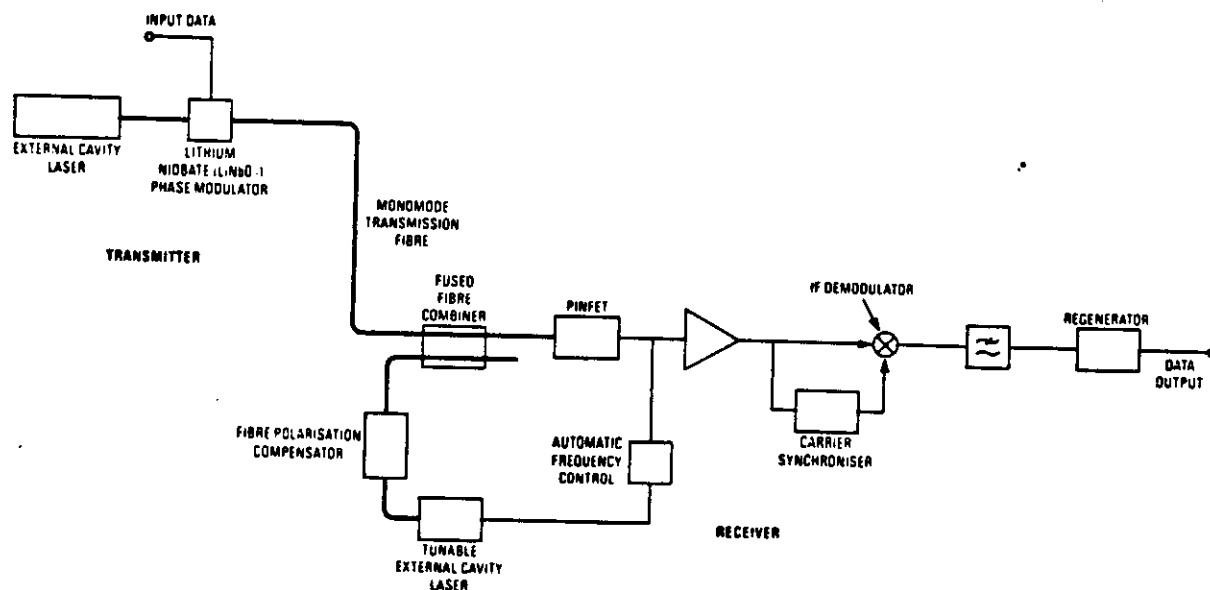 INPUT DATA
EXTERNAL CAVITY
LASER
LITHIUM
NIOBATE (LiNbO
PHASE MODULATOR
TRANSMITTER
MONOMODE
TRANSMISSION
FIBRE
FUSED
FIBRE
COMBINER
PINFET
IF DEMODULATOR
REGENERATOR
DATA
OUTPUT
CARRIER
SYNCHRONISER
FIBRE POLARISATION
COMPENSATOR
AUTOMATIC
FREQUENCY
CONTROL
RECEIVER
TUNABLE
EXTERNAL CAVITY
LASER